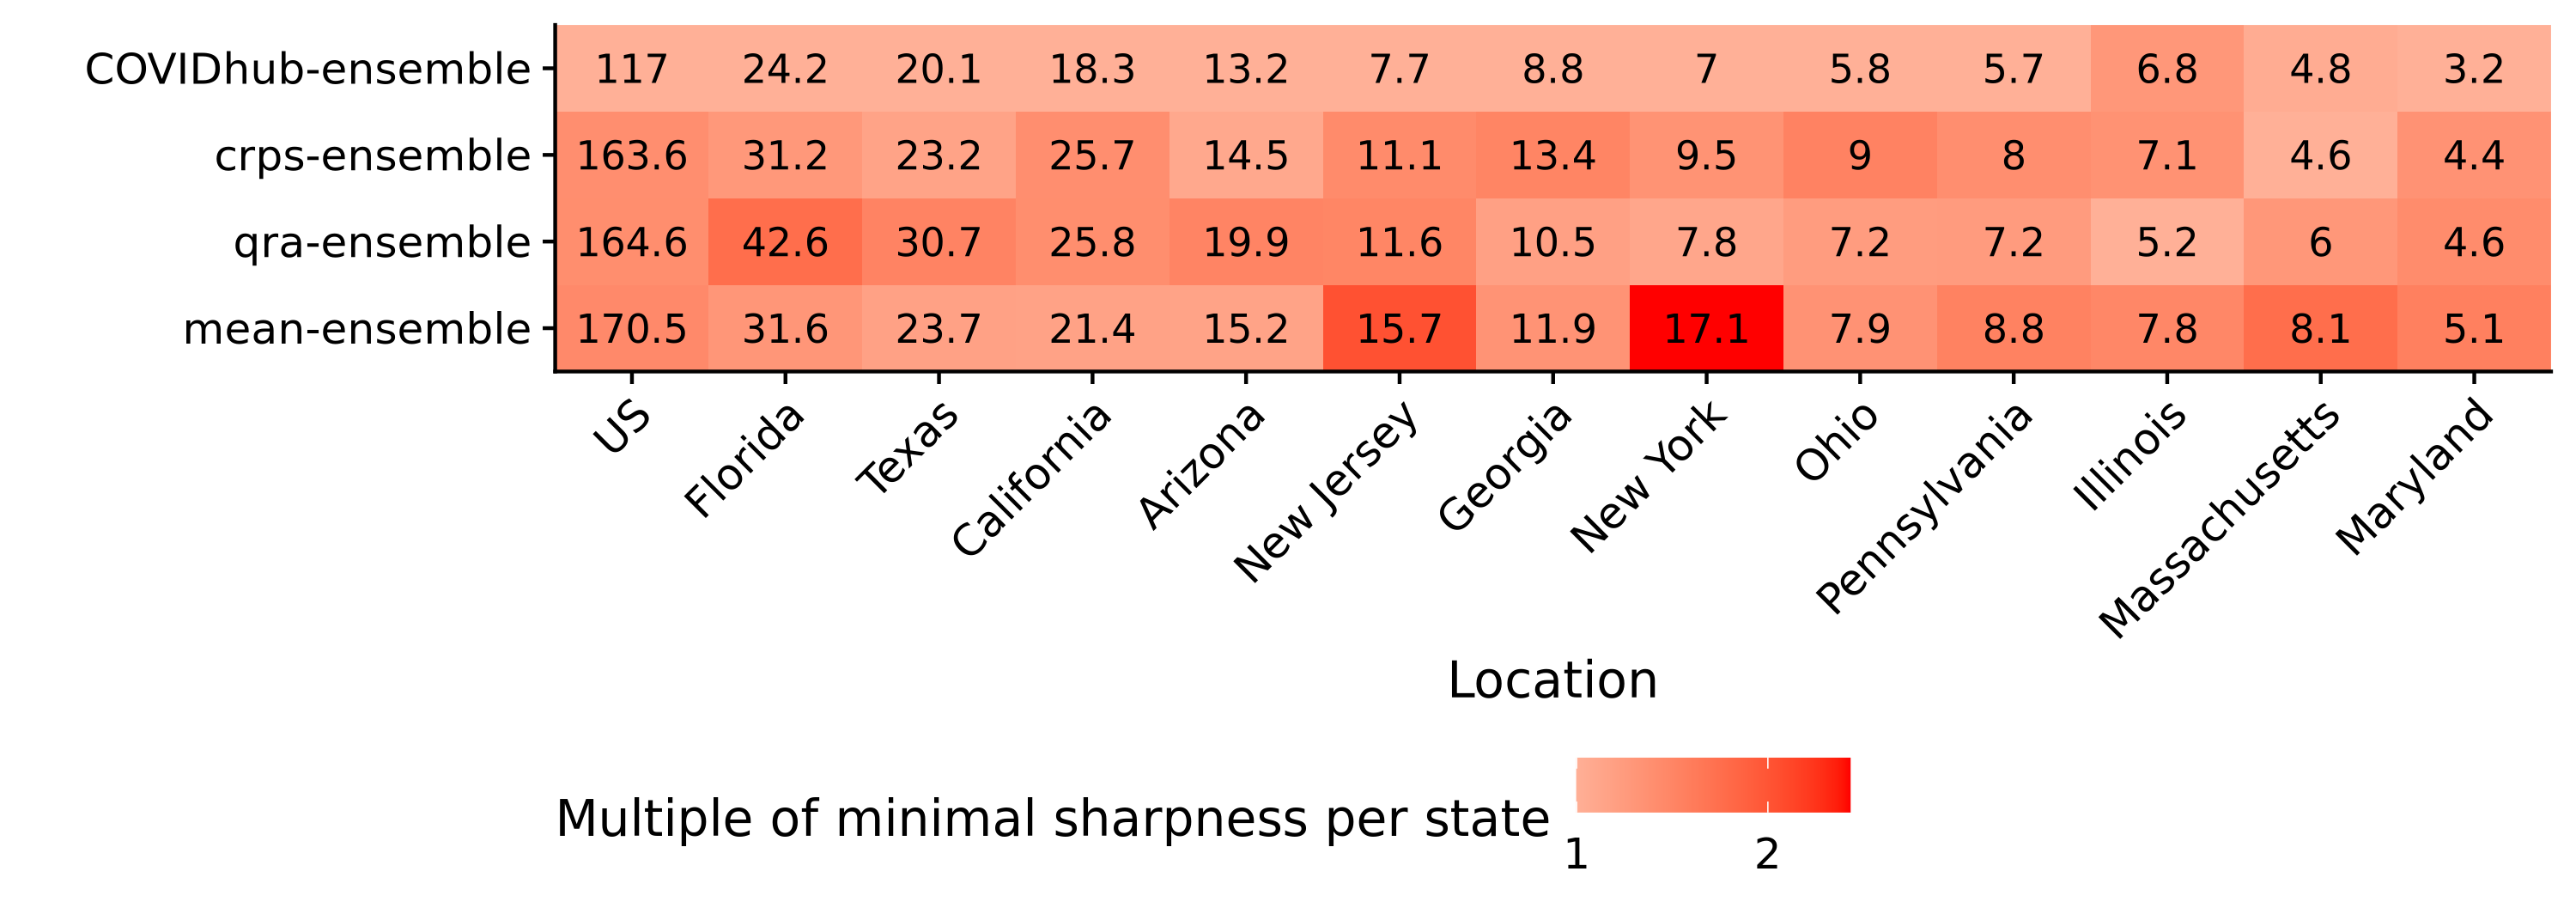 COVIDhub-ensemble 117 24.2 20.1 18.3 13.2 7.7 8.8 7 5.8 5.7 6.8 4.8 3.2
crps-ensemble 163.6 31.2 23.2 25.7 14.5 11.1 13.4 9.5 9 8 7.1 4.6 4.4
qra-ensemble 164.6 42.6 30.7 25.8 19.9 11.6 10.5 7.8 7.2 7.2 5.2 6 4.6
mean-ensemble 170.5 31.6 23.7 21.4 15.2 15.7 11.9 17.1 7.9 8.8 7.8 8.1 5.1
US Florida Texas California Arizona New Jersey Georgia New York Ohio Pennsylvania Illinois Massachusetts Maryland
Location
Multiple of minimal sharpness per state
1 2